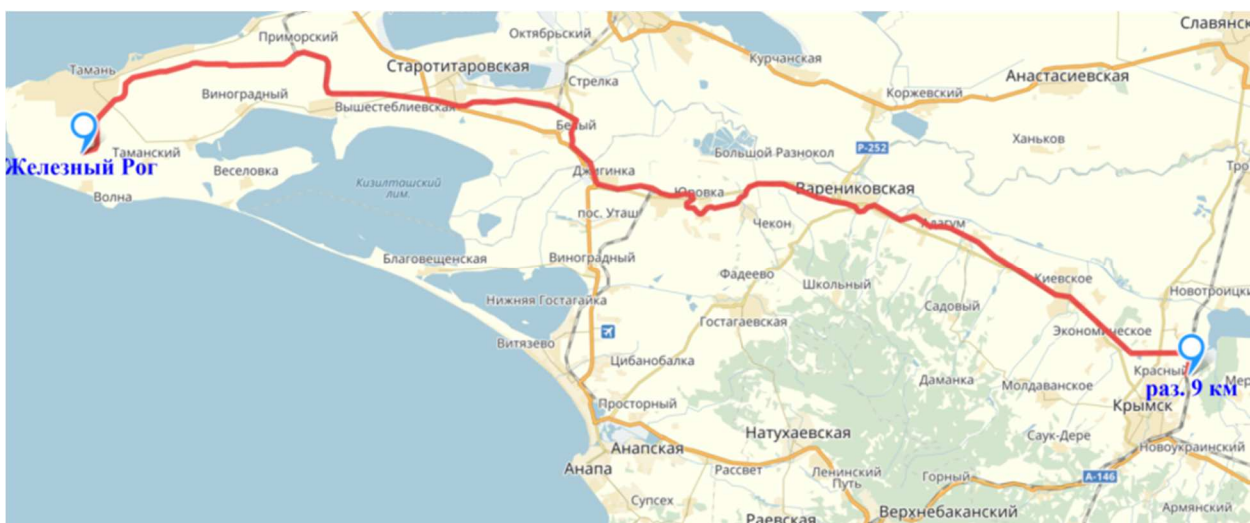 Славянск
Октябрьский
Приморский
Курчанская
Тамань
Старотитаровская
Стрелка
Анастасиевская
Виноградный
Вышестеблиевская
Коржевский
Белый
Ханьков
Железный Рог
Таманский
Веселовка
Джигинка
Большой Разнокол
Р-252
Кизилташский
лим.
Волна
Юровка
Варениковская
пос. Уташ
Чекон
Адагум
Благовещенская
Виноградный
Фадеево
Школьный
Киевское
Нижняя Гостагайка
Садовый
Новотроицки
Гостагаевская
Экономическое
Витязево
Цибанобалка
Красный
Даманка
Молдаванское
раз. 9 км
Мер
Просторный
Крымск
Натухаевская
Саук-Дере
Анапская
Новоукраинский
Анапа
Рассвет
Ленинский
Путь
Горный
А-146
Супсех
Верхнебаканский
Армянский
Раевская